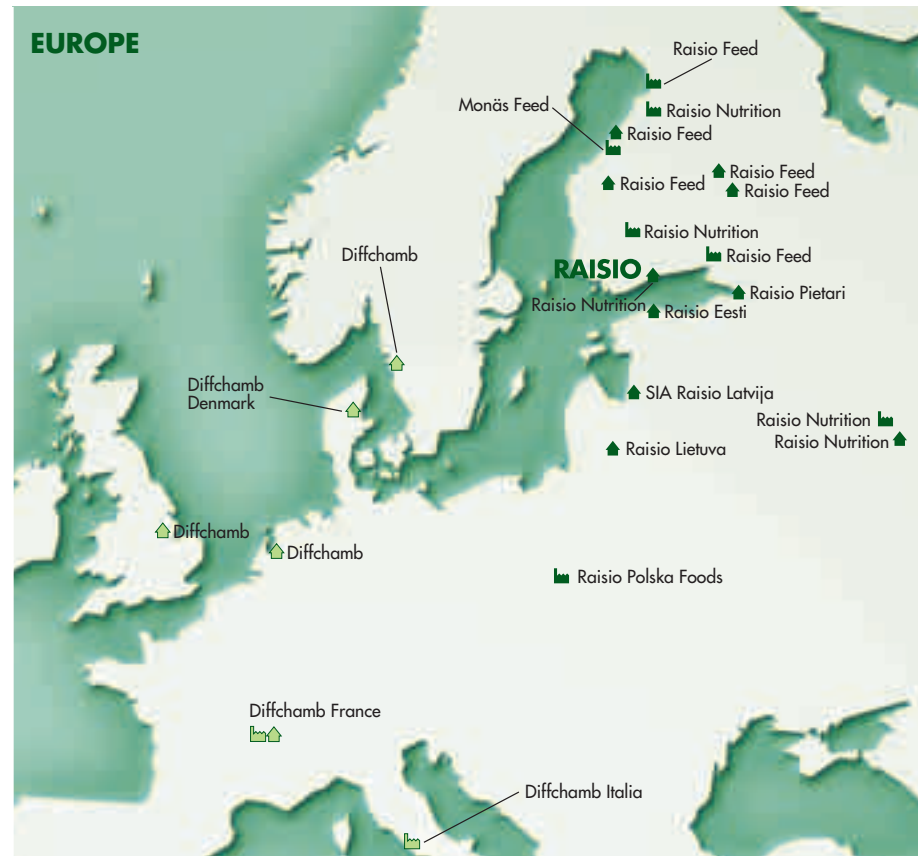 EUROPE
Raisio Feed
Monäs Feed
Raisio Nutrition
Raisio Feed
Raisio Feed
Raisio Feed
Raisio Feed
Raisio Nutrition
Diffchamb
Raisio Feed
RAISIO
Raisio Nutrition
Raisio Pietari
Raisio Eesti
Diffchamb
Denmark
SIA Raisio Latvija
Raisio Nutrition
Raisio Nutrition
Raisio Lietuva
Diffchamb
Diffchamb
Raisio Polska Foods
Diffchamb France
Diffchamb Italia